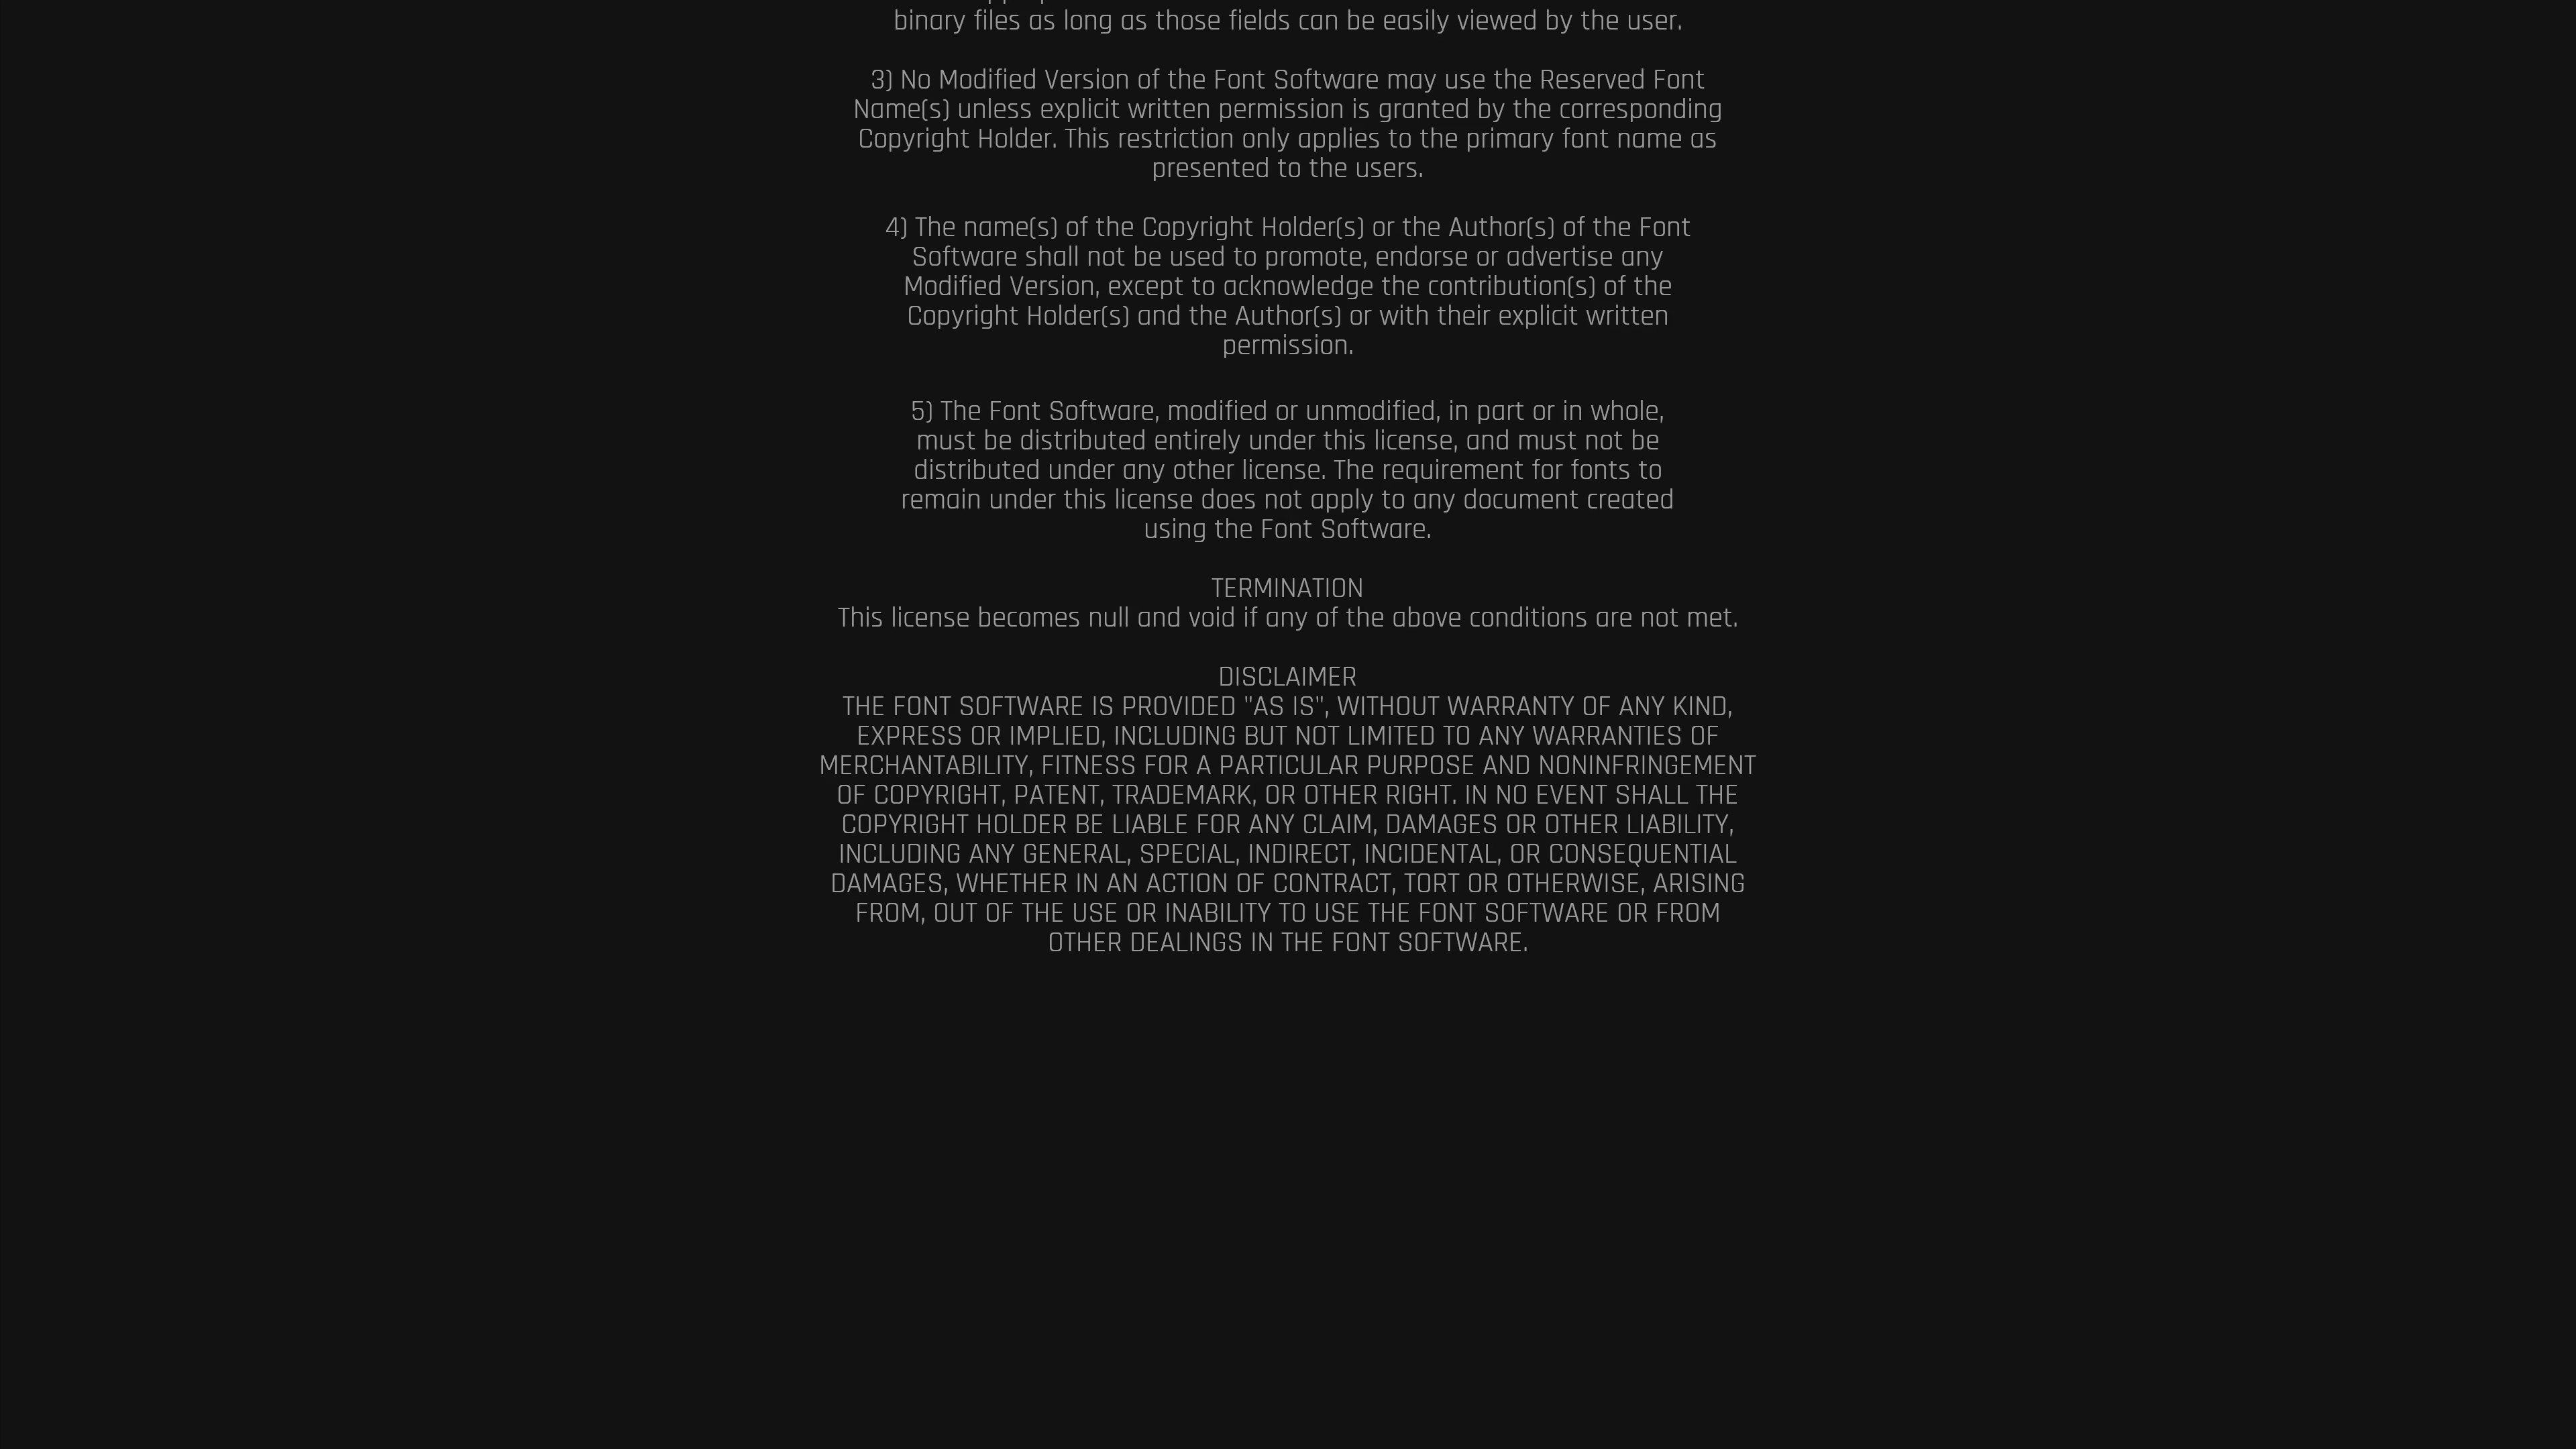 binary files as long as those fields can be easily viewed by the user.
3) No Modified Version of the Font Software may use the Reserved Font
Name(s) unless explicit written permission is granted by the corresponding
Copyright Holder. This restriction only applies to the primary font name as
presented to the users.
4) The name(s) of the Copyright Holder(s) or the Author(s) of the Font
Software shall not be used to promote, endorse or advertise any
Modified Version, except to acknowledge the contribution(s) of the
Copyright Holder(s) and the Author(s) or with their explicit written
permission.
5) The Font Software, modified or unmodified, in part or in whole,
must be distributed entirely under this license, and must not be
distributed under any other license. The requirement for fonts to
remain under this license does not apply to any document created
using the Font Software.
TERMINATION
This license becomes null and void if any of the above conditions are not met.
DISCLAIMER
THE FONT SOFTWARE IS PROVIDED "AS IS", WITHOUT WARRANTY OF ANY KIND,
EXPRESS OR IMPLIED, INCLUDING BUT NOT LIMITED TO ANY WARRANTIES OF
MERCHANTABILITY, FITNESS FOR A PARTICULAR PURPOSE AND NONINFRINGEMENT
OF COPYRIGHT, PATENT, TRADEMARK, OR OTHER RIGHT. IN NO EVENT SHALL THE
COPYRIGHT HOLDER BE LIABLE FOR ANY CLAIM, DAMAGES OR OTHER LIABILITY,
INCLUDING ANY GENERAL, SPECIAL, INDIRECT, INCIDENTAL, OR CONSEQUENTIAL
DAMAGES, WHETHER IN AN ACTION OF CONTRACT, TORT OR OTHERWISE, ARISING
FROM, OUT OF THE USE OR INABILITY TO USE THE FONT SOFTWARE OR FROM
OTHER DEALINGS IN THE FONT SOFTWARE.